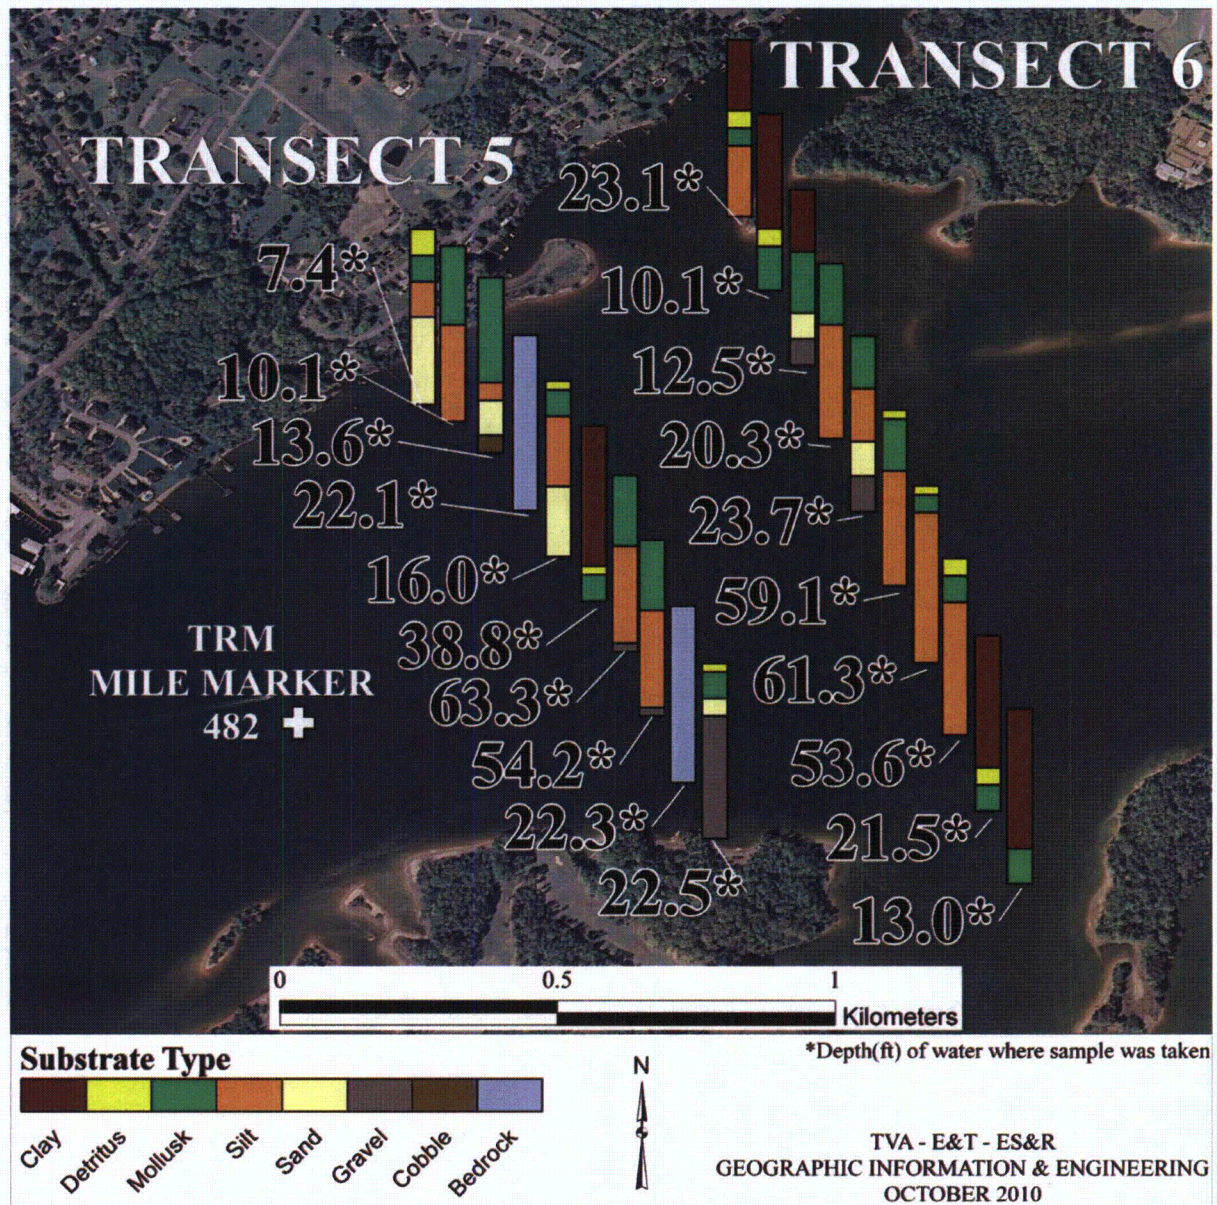 TRANSECT 6
TRANSECT 5
23.1*
7.4*
10.1*
12.5*
10.1*
13.6*
20.3*
22.1*
23.7*
16.0*
59.1*
38.8*
61.3*
63.3*
54.2*
53.6*
22.3*
21.5*
22.5*
13.0*
TRM
MILE MARKER
482
0 0.5 1
Kilometers
Substrate Type
*Depth(ft) of water where sample was taken
Clay
Detritus
Mollusk
Silt
Sand
Gravel
Cobble
Bedrock
N
TVA - E&T - ES&R
GEOGRAPHIC INFORMATION & ENGINEERING
OCTOBER 2010